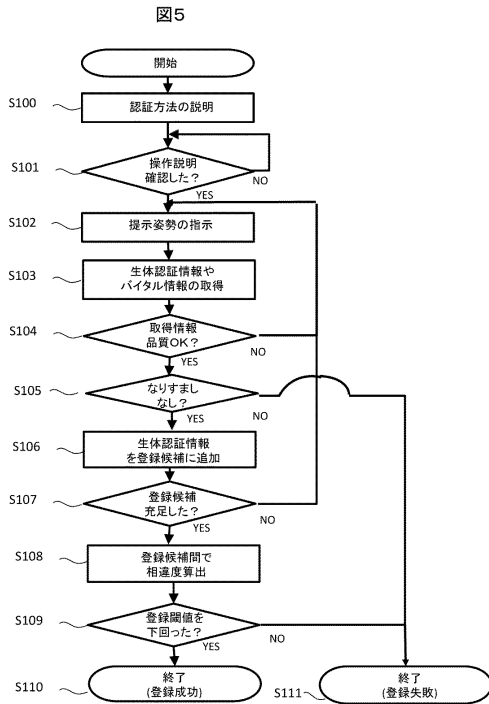 図5
開始
S100
認証方法の説明
S101
操作説明
確認した？
NO
YES
S102
提示姿勢の指示
S103
生体認証情報や
バイタル情報の取得
S104
取得情報
品質OK？
NO
YES
S105
なりすまし
なし？
NO
YES
S106
生体認証情報
を登録候補に追加
S107
登録候補
充足した？
NO
YES
S108
登録候補間で
相違度算出
S109
登録閾値を
下回った？
NO
YES
S110
終了
(登録成功)
S111
終了
(登録失敗)